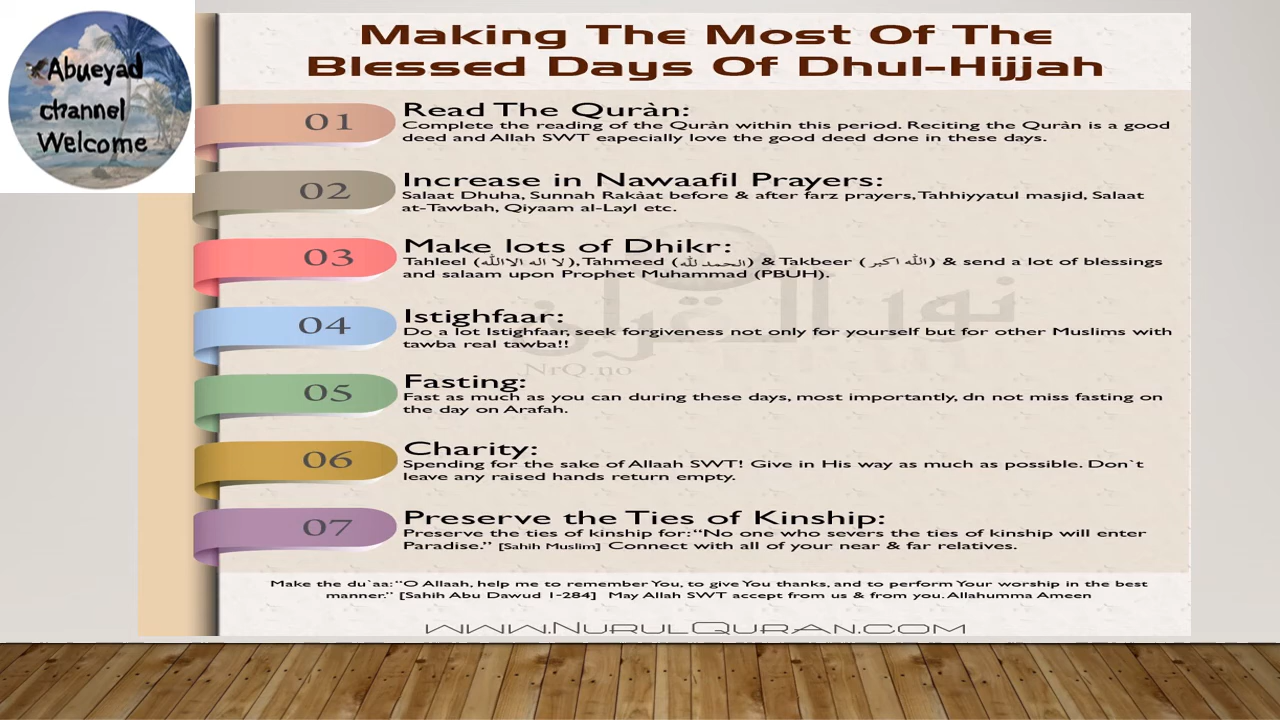 Abueyad
channel
Welcome
Making The Most Of The
Blessed Days Of Dhul-Hijjah
01
Read The Quràn:
Complete the reading of the Quràn within this period. Reciting the Quràn is a good
deed and Allah SWT eapecially love the good deed done in these days.
02
Increase in Nawaafil Prayers:
Salaat Dhuha, Sunnah Rakàat before & after farz prayers, Tahhiyyatul masjid, Salaat
at-Tawbah, Qiyaam al-Layl etc.
03
Make lots of Dhikr:
Tahleel (لا اله الا الله), Tahmeed (الحمد لله) & Takbeer (الله اكبر) & send a lot of blessings
and salaam upon Prophet Muhammad (PBUH).
04
Istighfaar:
Do a lot Istighfaar, seek forgiveness not only for yourself but for other Muslims with
tawba real tawba!!
نور القرآن
NrQ.no
05
Fasting:
Fast as much as you can during these days, most importantly, dn not miss fasting on
the day on Arafah.
06
Charity:
Spending for the sake of Allaah SWT! Give in His way as much as possible. Don`t
leave any raised hands return empty.
07
Preserve the Ties of Kinship:
Preserve the ties of kinship for: “No one who severs the ties of kinship will enter
Paradise.” [Sahih Muslim] Connect with all of your near & far relatives.
Make the du`aa: “O Allaah, help me to remember You, to give You thanks, and to perform Your worship in the best
manner.” [Sahih Abu Dawud 1-284] May Allah SWT accept from us & from you. Allahumma Ameen
www.NurulQuran.com